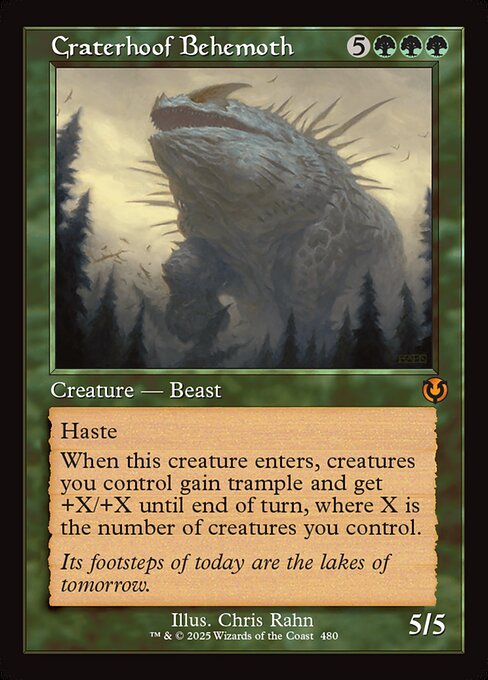 Craterhoof Behemoth 5
Creature — Beast
Haste
When this creature enters, creatures
you control gain trample and get
+X/+X until end of turn, where X is
the number of creatures you control.
Its footsteps of today are the lakes of
tomorrow.
Illus. Chris Rahn
™ & © 2025 Wizards of the Coast 480
5/5